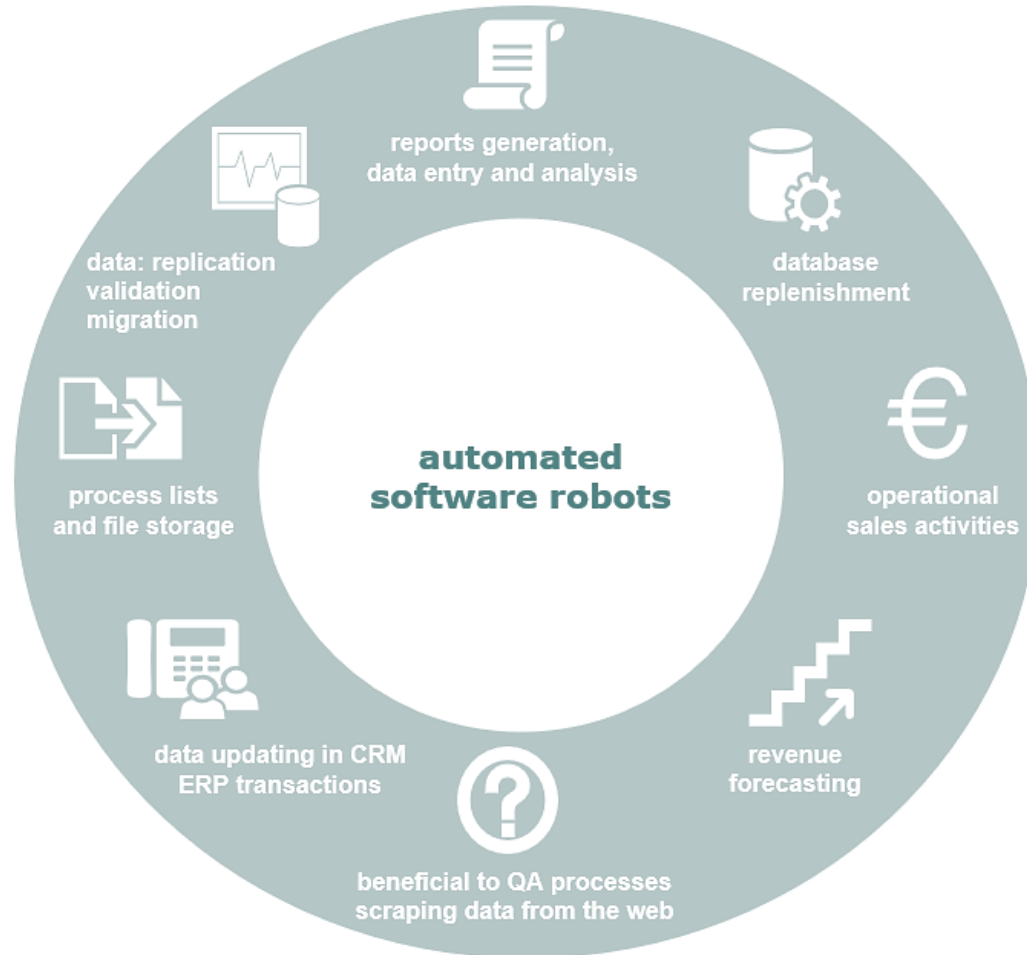 reports generation,
data entry and analysis
database
replenishment
operational
sales activities
revenue
forecasting
beneficial to QA processes
scraping data from the web
data updating in CRM
ERP transactions
process lists
and file storage
data: replication
validation
migration
automated
software robots
€
?